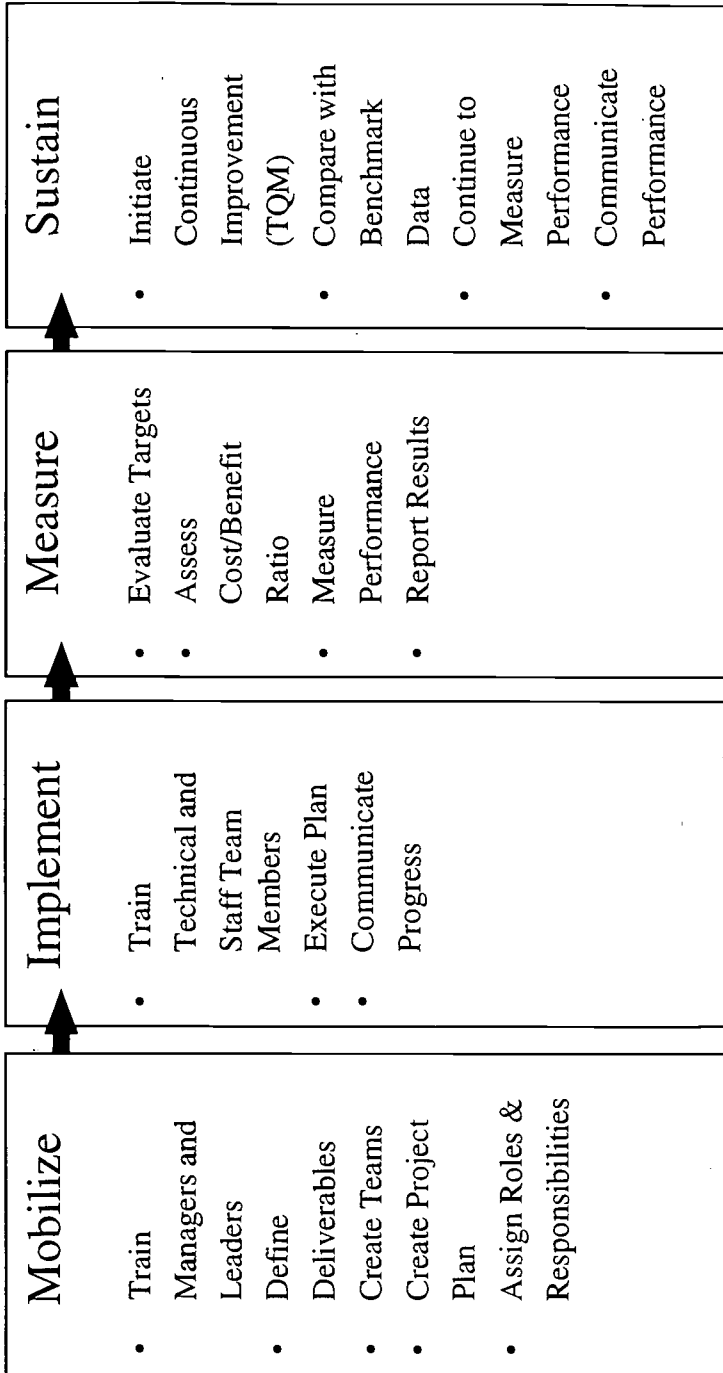 Mobilize
• Train
Managers and
Leaders
• Define
Deliverables
• Create Teams
• Create Project
Plan
• Assign Roles &
Responsibilities
Implement
• Train
Technical and
Staff Team
Members
• Execute Plan
• Communicate
Progress
Measure
• Evaluate Targets
• Assess
Cost/Benefit
Ratio
• Measure
Performance
• Report Results
Sustain
• Initiate
Continuous
Improvement
(TQM)
• Compare with
Benchmark
Data
• Continue to
Measure
Performance
• Communicate
Performance